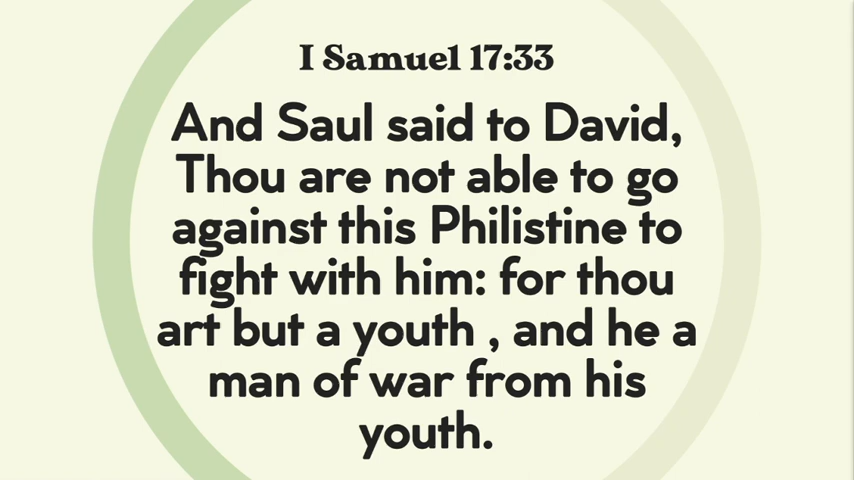 I Samuel 17:33
And Saul said to David,
Thou are not able to go
against this Philistine to
fight with him: for thou
art but a youth , and he a
man of war from his
youth.